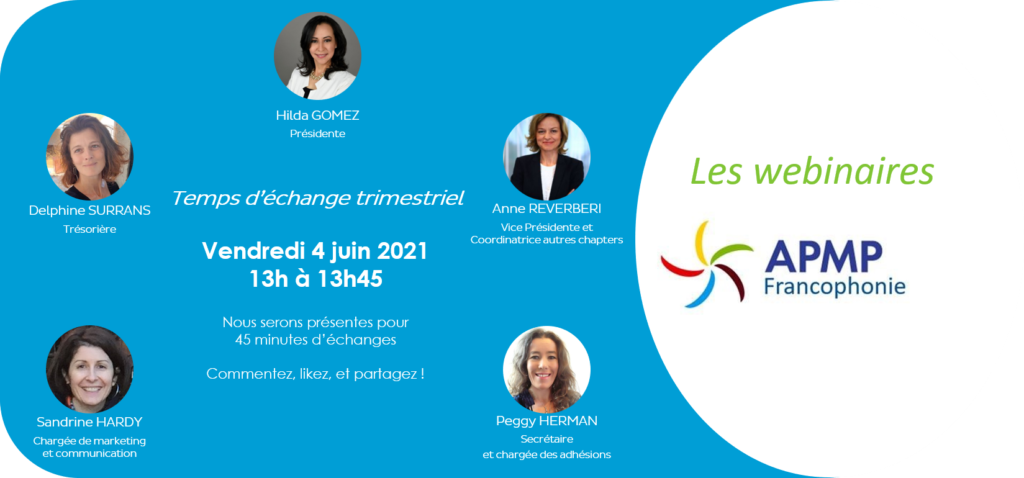 Hilda GOMEZ
Présidente
Delphine SURRANS
Trésorière
Temps d'échange trimestriel
Anne REVERBERI
Vice Présidente et
Coordinatrice autres chapters
Vendredi 4 juin 2021
13h à 13h45
Nous serons présentes pour
45 minutes d'échanges
Commentez, likez, et partagez !
Sandrine HARDY
Chargée de marketing
et communication
Peggy HERMAN
Secrétaire
et chargée des adhésions
Les webinaires
APMP
Francophonie